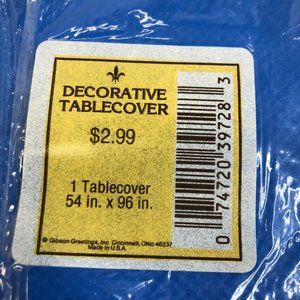 DECORATIVE
TABLECOVER
$2.99
1 Tablecover
54 in. x 96 in.
© Gibson Greetings, Inc. Cincinnati, Ohio 45237
Made in U.S.A.
0 74720 39728 3